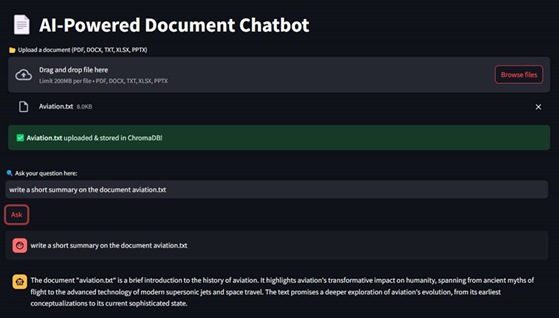 AI-Powered Document Chatbot
Upload a document (PDF, DOCX, TXT, XLSX, PPTX)
Drag and drop file here
Limit 200MB per file • PDF, DOCX, TXT, XLSX, PPTX
Browse files
Aviation.txt 8.0KB
Aviation.txt uploaded & stored in ChromaDB!
Ask your question here:
write a short summary on the document aviation.txt
Ask
write a short summary on the document aviation.txt
The document "aviation.txt" is a brief introduction to the history of aviation. It highlights aviation's transformative impact on humanity, spanning from ancient myths of
flight to the advanced technology of modern supersonic jets and space travel. The text promises a deeper exploration of aviation's evolution, from its earliest
conceptualizations to its current sophisticated state.